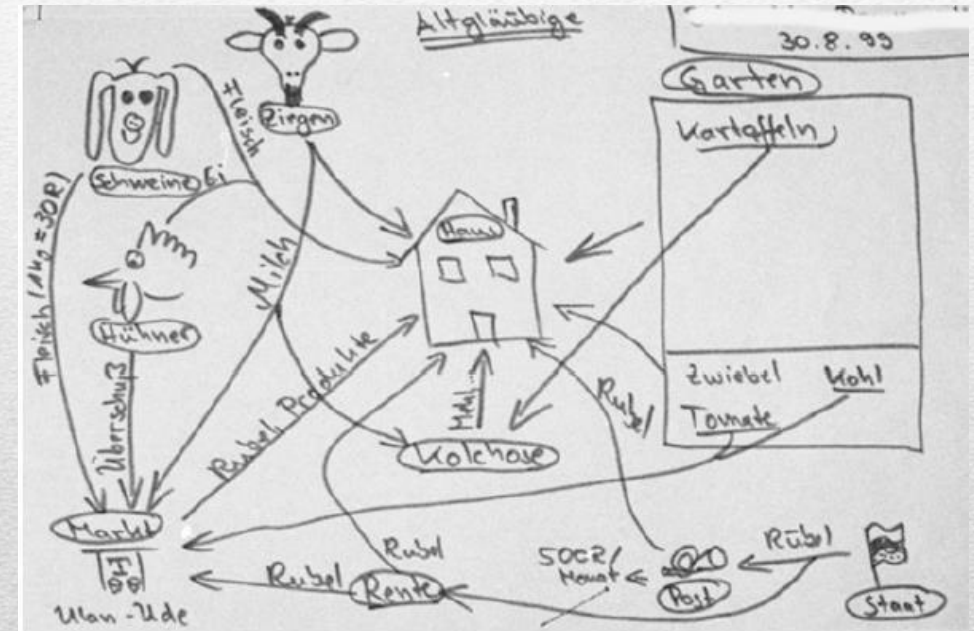 Altgläubige
30.8.99
Ziegen
Garten
Kartoffeln
Fleisch
Schweine
Ei
Haus
Fleisch (1kg = 30R)
Milch
Hühner
Überschuß
Rubel, Produkte
Mehl
Rubel
Zwiebel Kohl
Tomate
Kolchose
Markt
Rubel
500R/
Monat
Rubel
Rubel
Rente
Post
Staat
Ulan-Ude